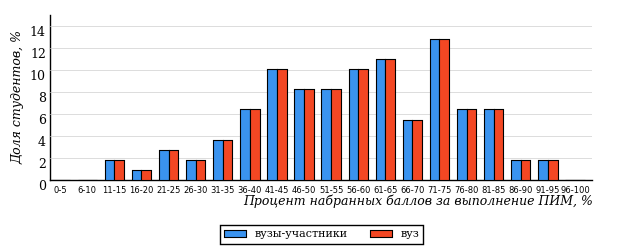 Доля студентов, %
14
12
10
8
6
4
2
0
0-5 6-10 11-15 16-20 21-25 26-30 31-35 36-40 41-45 46-50 51-55 56-60 61-65 66-70 71-75 76-80 81-85 86-90 91-95 96-100
Процент набранных баллов за выполнение ПИМ, %
вузы-участники вуз